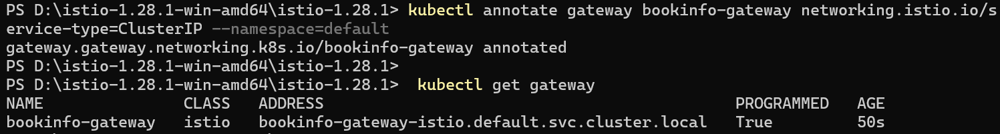 PS D:\istio-1.28.1-win-amd64\istio-1.28.1> kubectl annotate gateway bookinfo-gateway networking.istio.io/s
ervice-type=ClusterIP --namespace=default
gateway.gateway.networking.k8s.io/bookinfo-gateway annotated
PS D:\istio-1.28.1-win-amd64\istio-1.28.1>
PS D:\istio-1.28.1-win-amd64\istio-1.28.1>  kubectl get gateway
NAME               CLASS   ADDRESS                                            PROGRAMMED   AGE
bookinfo-gateway   istio   bookinfo-gateway-istio.default.svc.cluster.local   True         50s